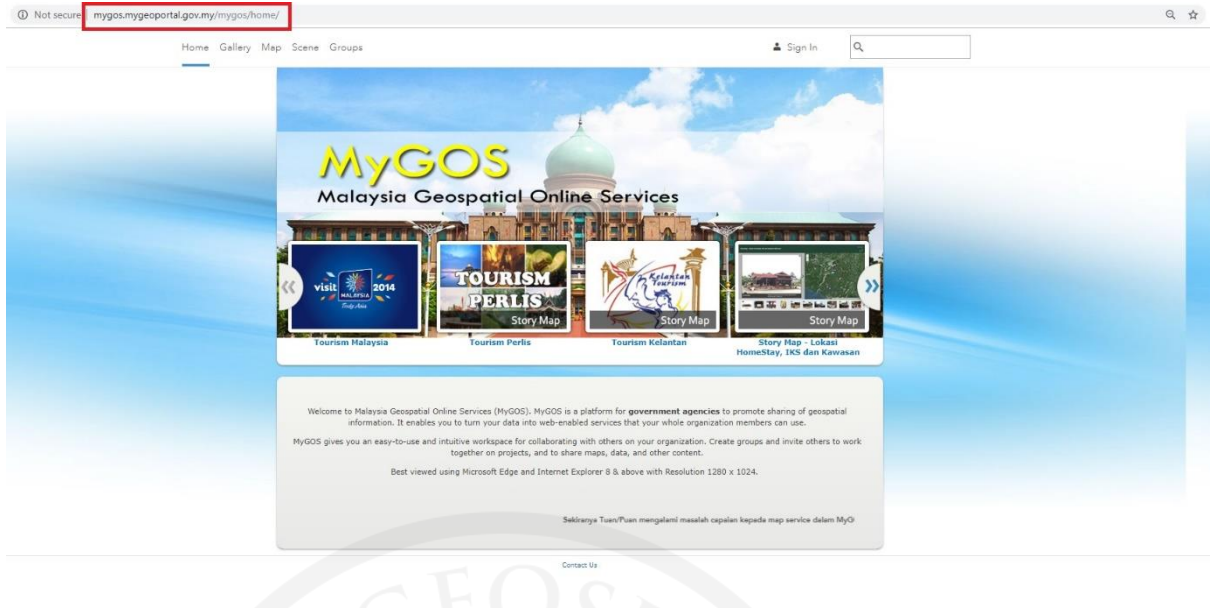 Not secure mygos.mygeoportal.gov.my/mygos/home/
Home Gallery Map Scene Groups Sign In
MyGOS
Malaysia Geospatial Online Services
visit MALAYSIA 2014
Truly Asia
TOURISM
PERLIS
Story Map
Kelantan
Tourism
Story Map
Story Map
Tourism Malaysia
Tourism Perlis
Tourism Kelantan
Story Map - Lokasi
HomeStay, IKS dan Kawasan
Welcome to Malaysia Geospatial Online Services (MyGOS). MyGOS is a platform for government agencies to promote sharing of geospatial
information. It enables you to turn your data into web-enabled services that your whole organization members can use.
MyGOS gives you an easy-to-use and intuitive workspace for collaborating with others on your organization. Create groups and invite others to work
together on projects, and to share maps, data, and other content.
Best viewed using Microsoft Edge and Internet Explorer 8 & above with Resolution 1280 x 1024.
Sekiranya Tuan/Puan mengalami masalah capaian kepada map service dalam MyG
Contact Us